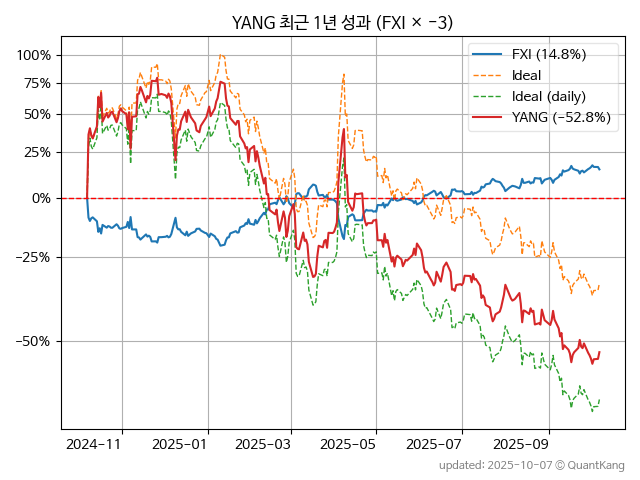 YANG 최근 1년 성과 (FXI × −3)
FXI (14.8%)
Ideal
Ideal (daily)
YANG (−52.8%)
100%
75%
50%
25%
0%
−25%
−50%
2024-11
2025-01
2025-03
2025-05
2025-07
2025-09
updated: 2025-10-07 © QuantKang